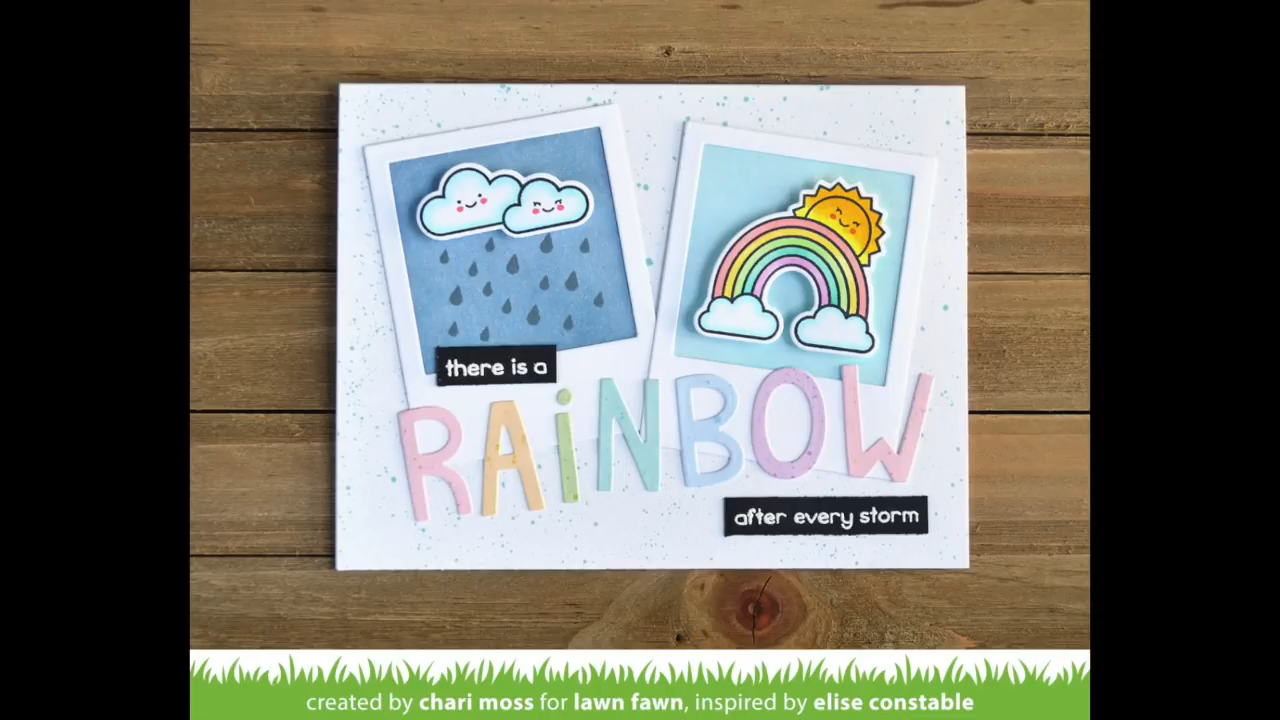 there is a
RAiNBOW
after every storm
created by chari moss for lawn fawn, inspired by elise constable